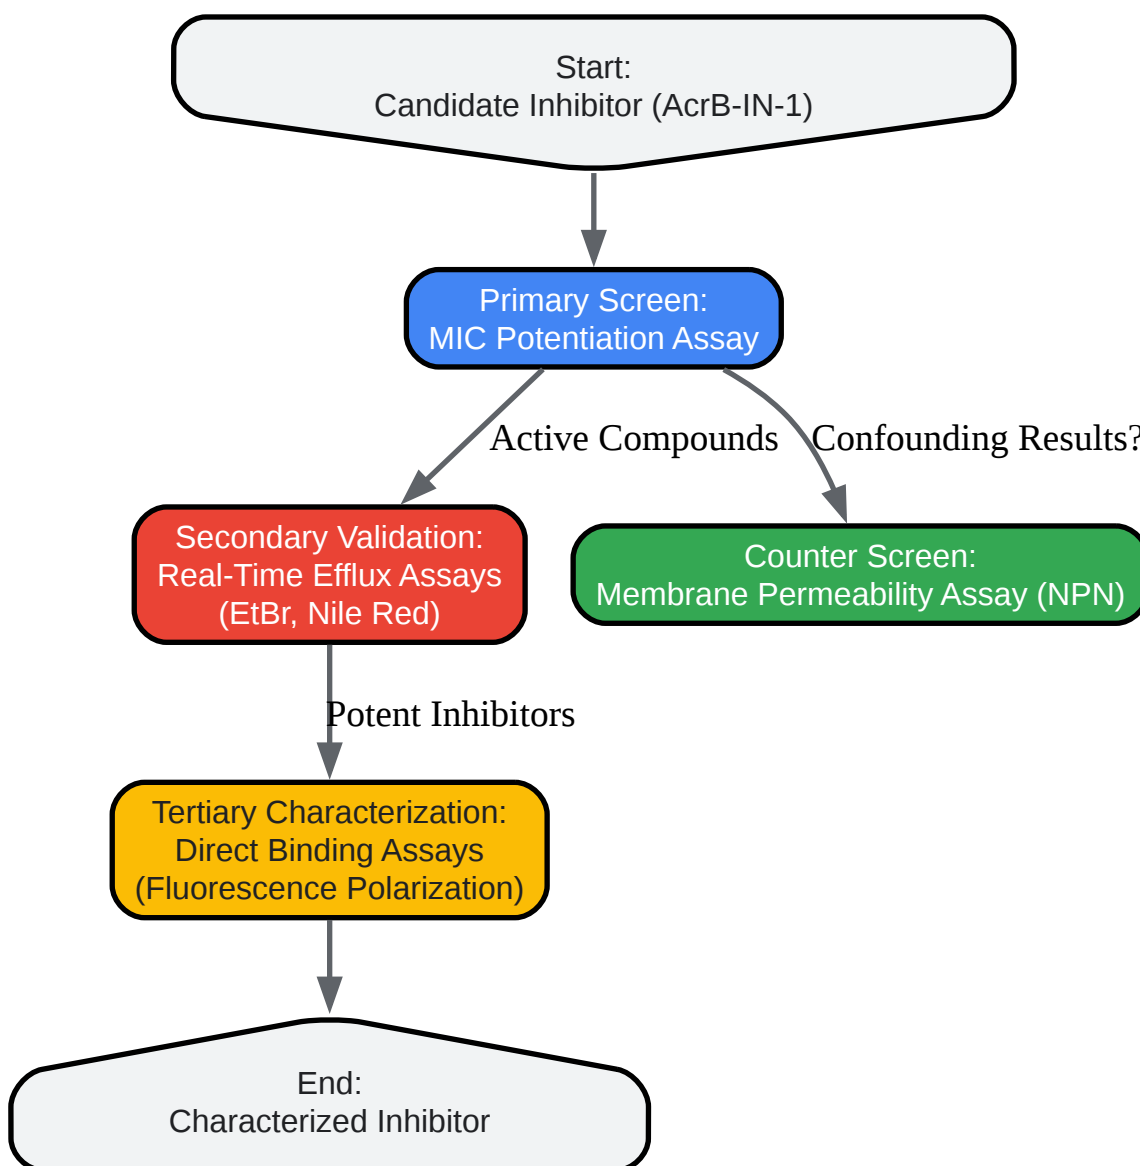 Start:
Candidate Inhibitor (AcrB-IN-1)
Primary Screen:
MIC Potentiation Assay
Active Compounds
Confounding Results?
Secondary Validation:
Real-Time Efflux Assays
(EtBr, Nile Red)
Counter Screen:
Membrane Permeability Assay (NPN)
Potent Inhibitors
Tertiary Characterization:
Direct Binding Assays
(Fluorescence Polarization)
End:
Characterized Inhibitor